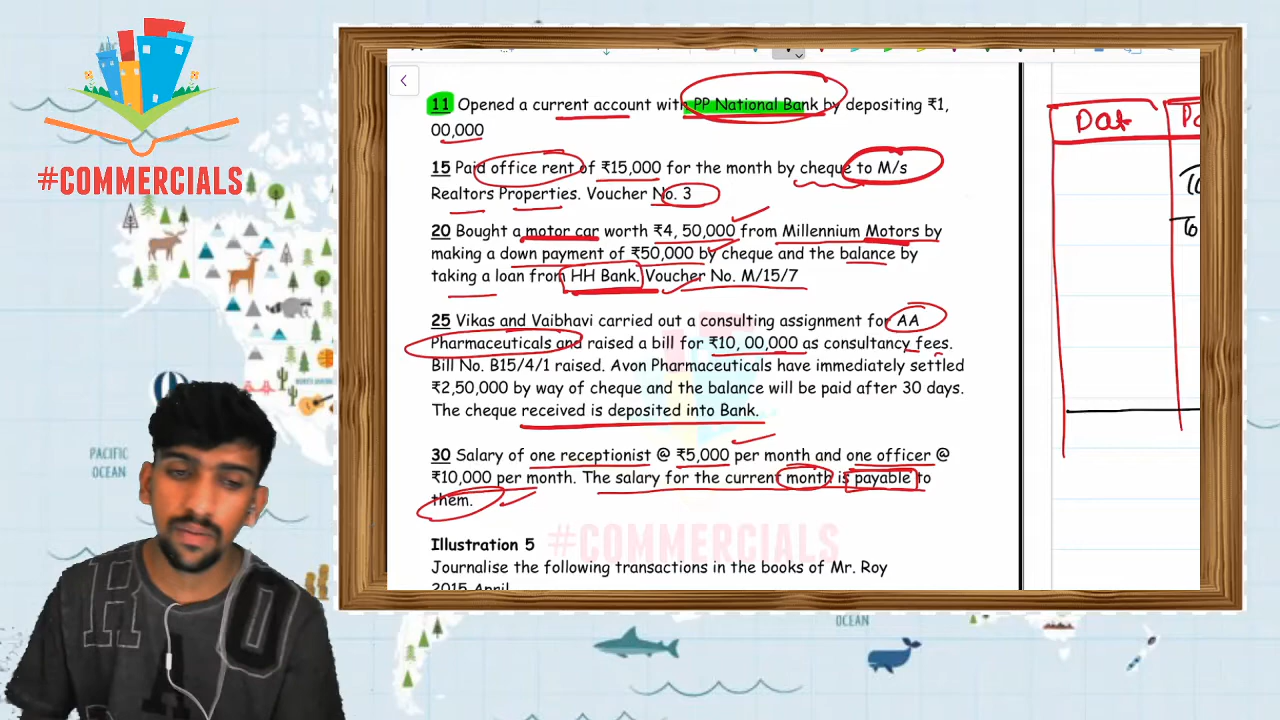 #COMMERCIALS
11 Opened a current account with PP National Bank by depositing ₹1,
00,000
15 Paid office rent of ₹15,000 for the month by cheque to M/s
Realtors Properties. Voucher No. 3
20 Bought a motor car worth ₹4, 50,000 from Millennium Motors by
making a down payment of ₹50,000 by cheque and the balance by
taking a loan from HH Bank. Voucher No. M/15/7
25 Vikas and Vaibhavi carried out a consulting assignment for AA
Pharmaceuticals and raised a bill for ₹10, 00,000 as consultancy fees.
Bill No. B15/4/1 raised. Avon Pharmaceuticals have immediately settled
₹2,50,000 by way of cheque and the balance will be paid after 30 days.
The cheque received is deposited into Bank.
30 Salary of one receptionist @ ₹5,000 per month and one officer @
₹10,000 per month. The salary for the current month is payable to
them.
#COMMERCIALS
Illustration 5
Journalise the following transactions in the books of Mr. Roy
2015 April
Dat
To
PACIFIC
OCEAN
OCEAN
H
O